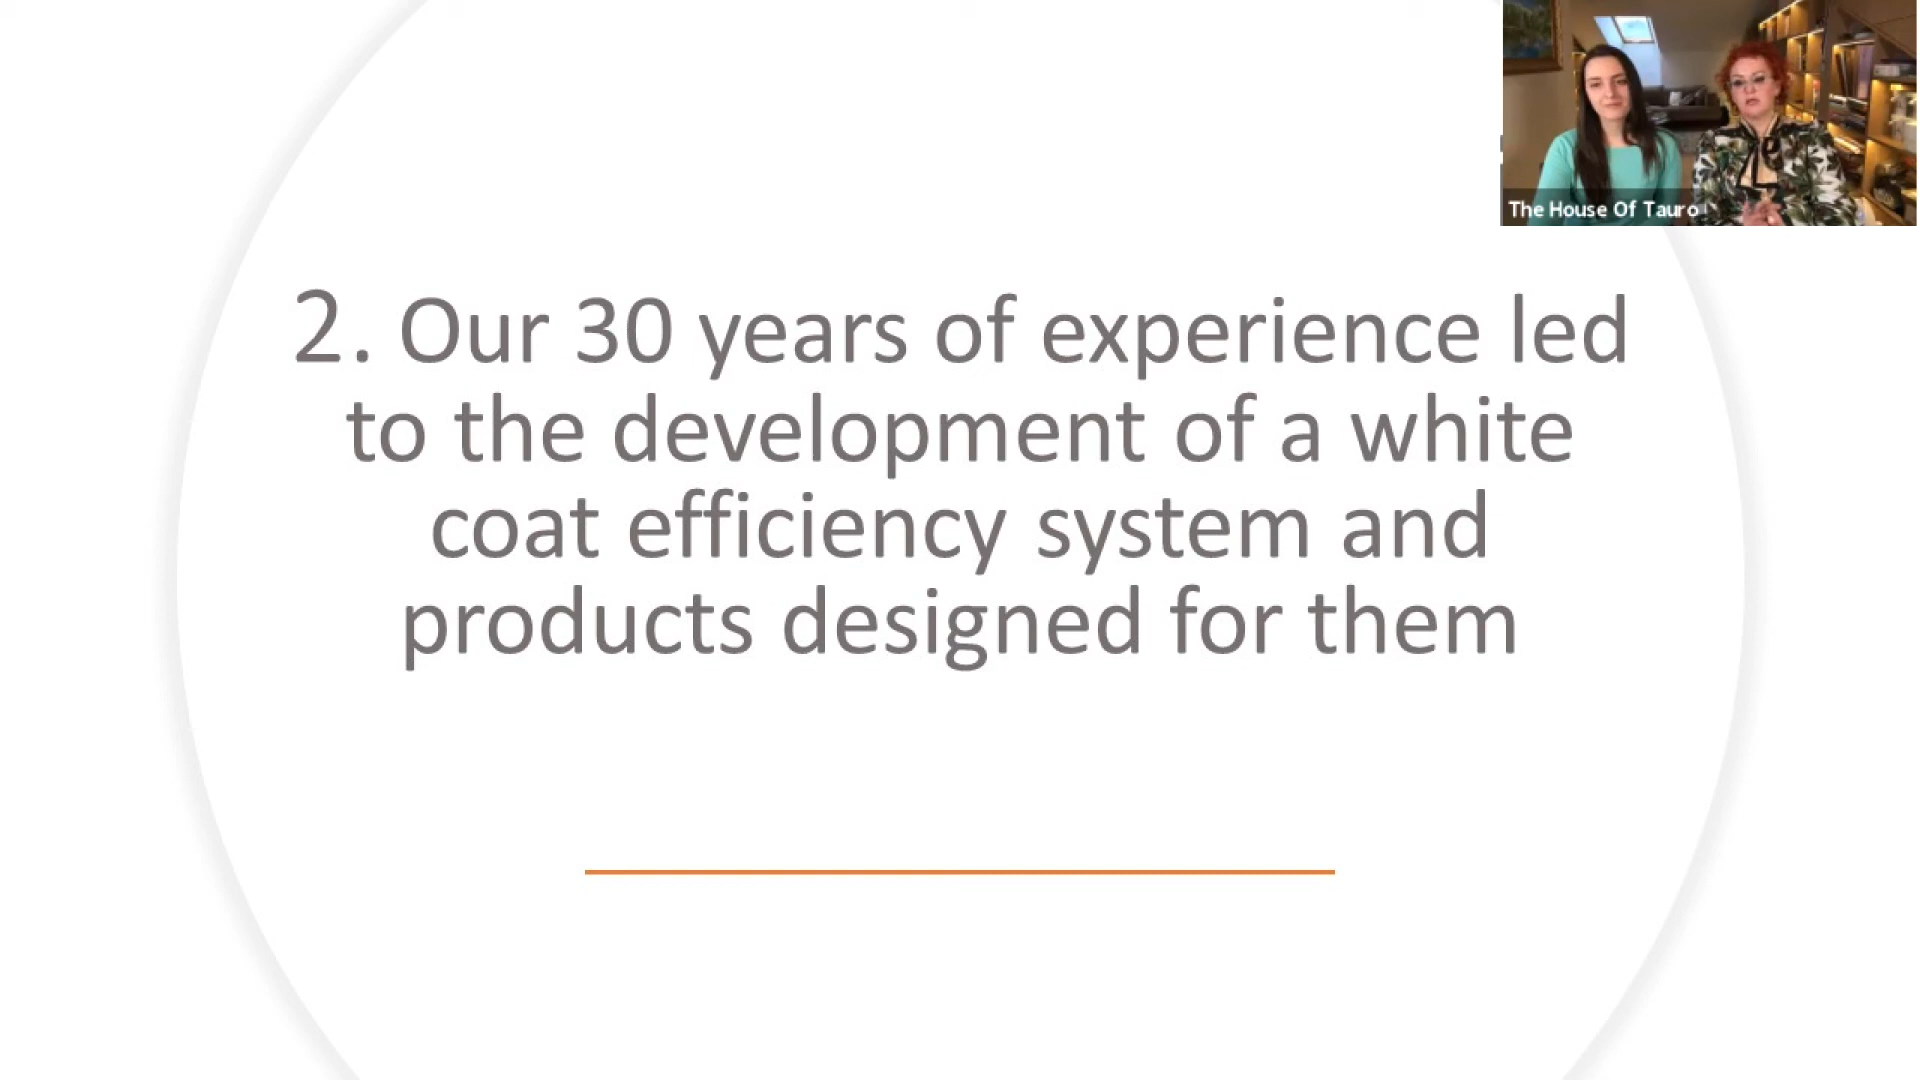 The House Of Tauro
2. Our 30 years of experience led
to the development of a white
coat efficiency system and
products designed for them